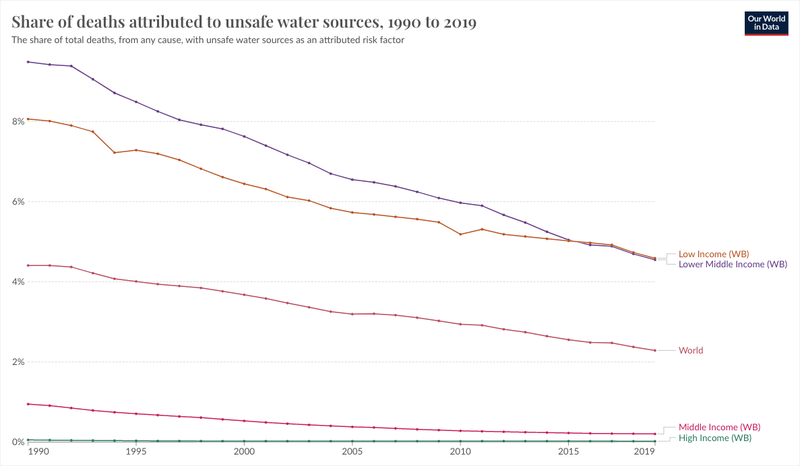 Share of deaths attributed to unsafe water sources, 1990 to 2019
The share of total deaths, from any cause, with unsafe water sources as an attributed risk factor
Our World
in Data
8%
6%
4%
2%
0%
Low Income (WB)
Lower Middle Income (WB)
World
Middle Income (WB)
High Income (WB)
1990
1995
2000
2005
2010
2015
2019